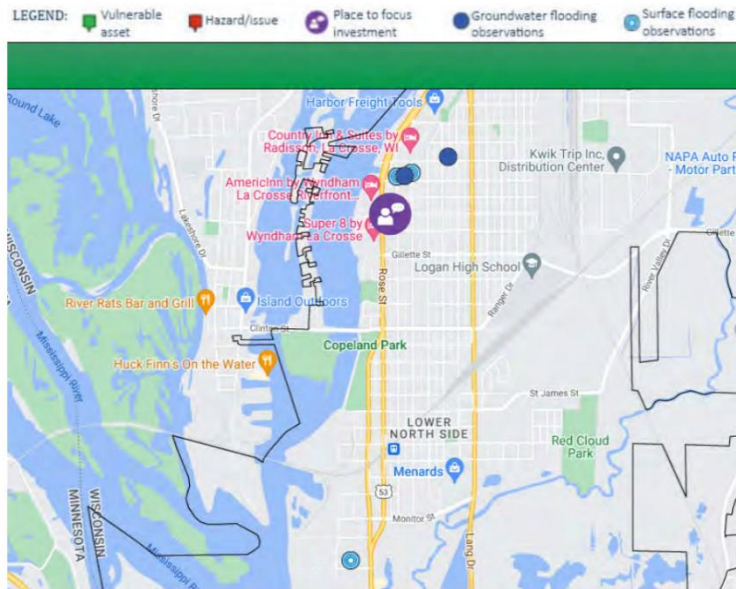 LEGEND:
Vulnerable
asset
Hazard/issue
Place to focus
investment
Groundwater flooding
observations
Surface flooding
observations
Round Lake
Lakeshore Dr
Harbor Freight Tools
Country Inn & Suites by
Radisson, La Crosse, WI
Kwik Trip Inc,
Distribution Center
NAPA Auto P
- Motor Part
AmericInn by Wyndham
La Crosse Riverfront...
Super 8 by
Wyndham La Crosse
Gillette St
Gillette
Logan High School
River Valley Dr
Ranger Dr
Rose St
WISCONSIN
River Rats Bar and Grill
Island Outdoors
Clinton St
Copeland Park
Mississippi River
Huck Finn's On the Water
St James St
LOWER
NORTH SIDE
Red Cloud
Park
Menards
53
Monitor St
Lang Dr
WISCONSIN
MINNESOTA